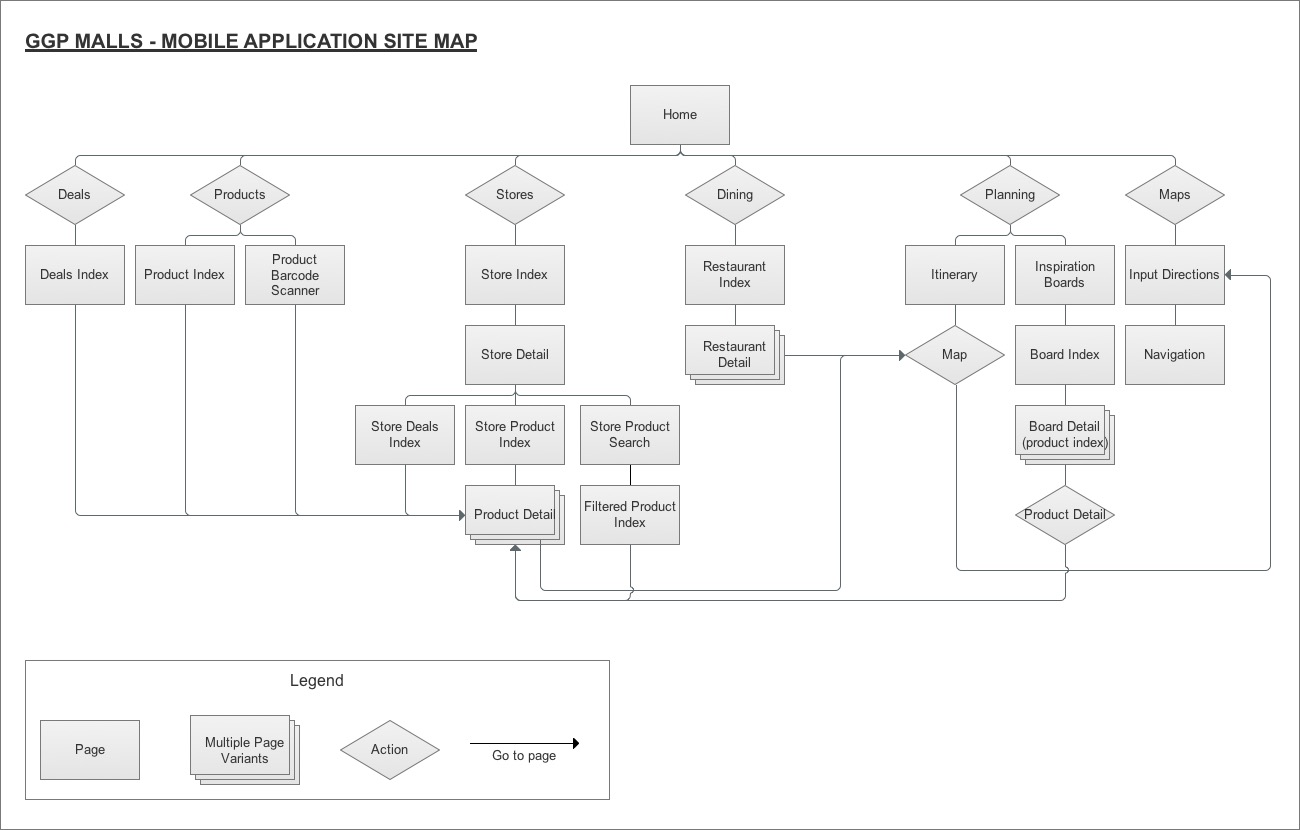 GGP MALLS - MOBILE APPLICATION SITE MAP
Home
Deals
Products
Stores
Dining
Planning
Maps
Deals Index
Product Index
Product
Barcode
Scanner
Store Index
Restaurant
Index
Itinerary
Inspiration
Boards
Input Directions
Store Detail
Restaurant
Detail
Map
Board Index
Navigation
Store Deals
Index
Store Product
Index
Store Product
Search
Board Detail
(product index)
Product Detail
Filtered Product
Index
Product Detail
Legend
Page
Multiple Page
Variants
Action
Go to page